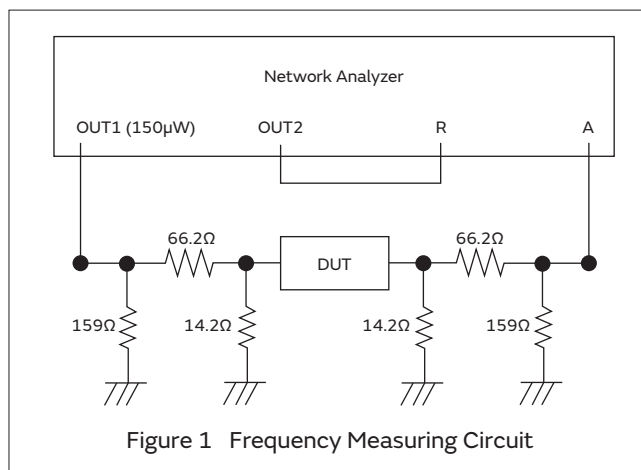 Network Analyzer
OUT1 (150µW) OUT2 R A
66.2Ω 66.2Ω
DUT
159Ω 14.2Ω 14.2Ω 159Ω
Figure 1 Frequency Measuring Circuit